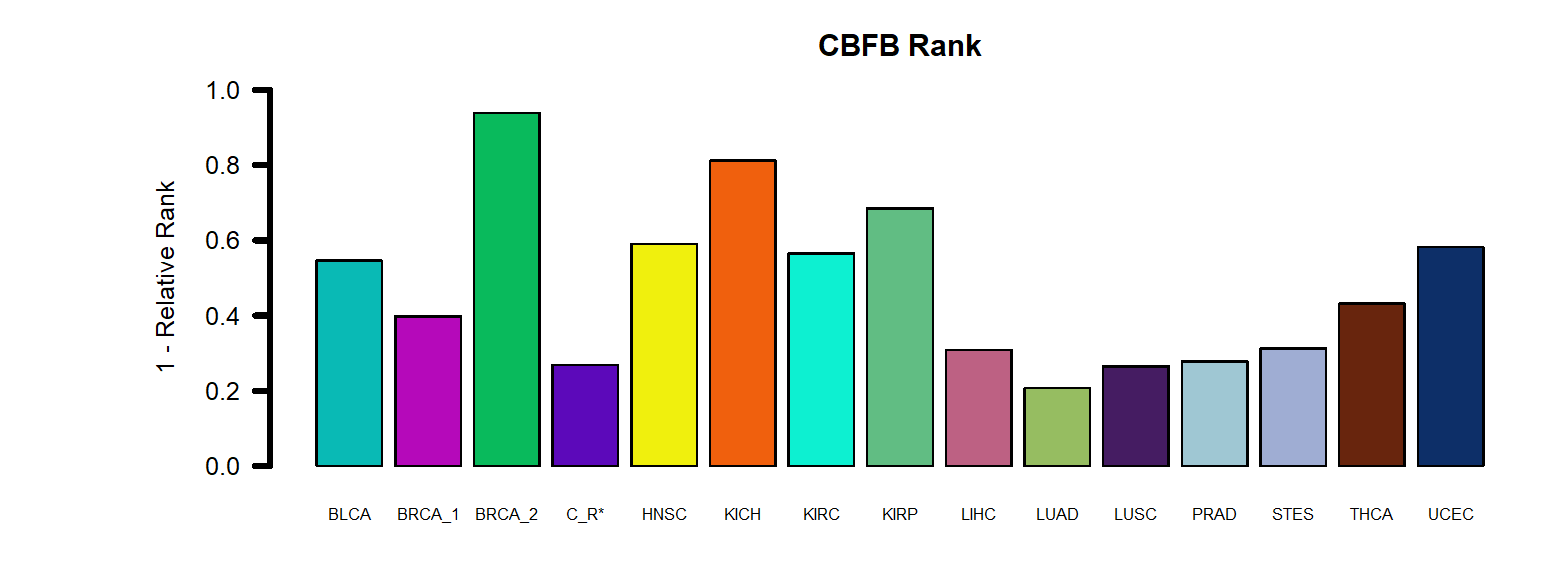 CBFB Rank
1.0
0.8
0.6
0.4
0.2
0.0
1 - Relative Rank
BLCA BRCA_1 BRCA_2 C_R* HNSC KICH KIRC KIRP LIHC LUAD LUSC PRAD STES THCA UCEC